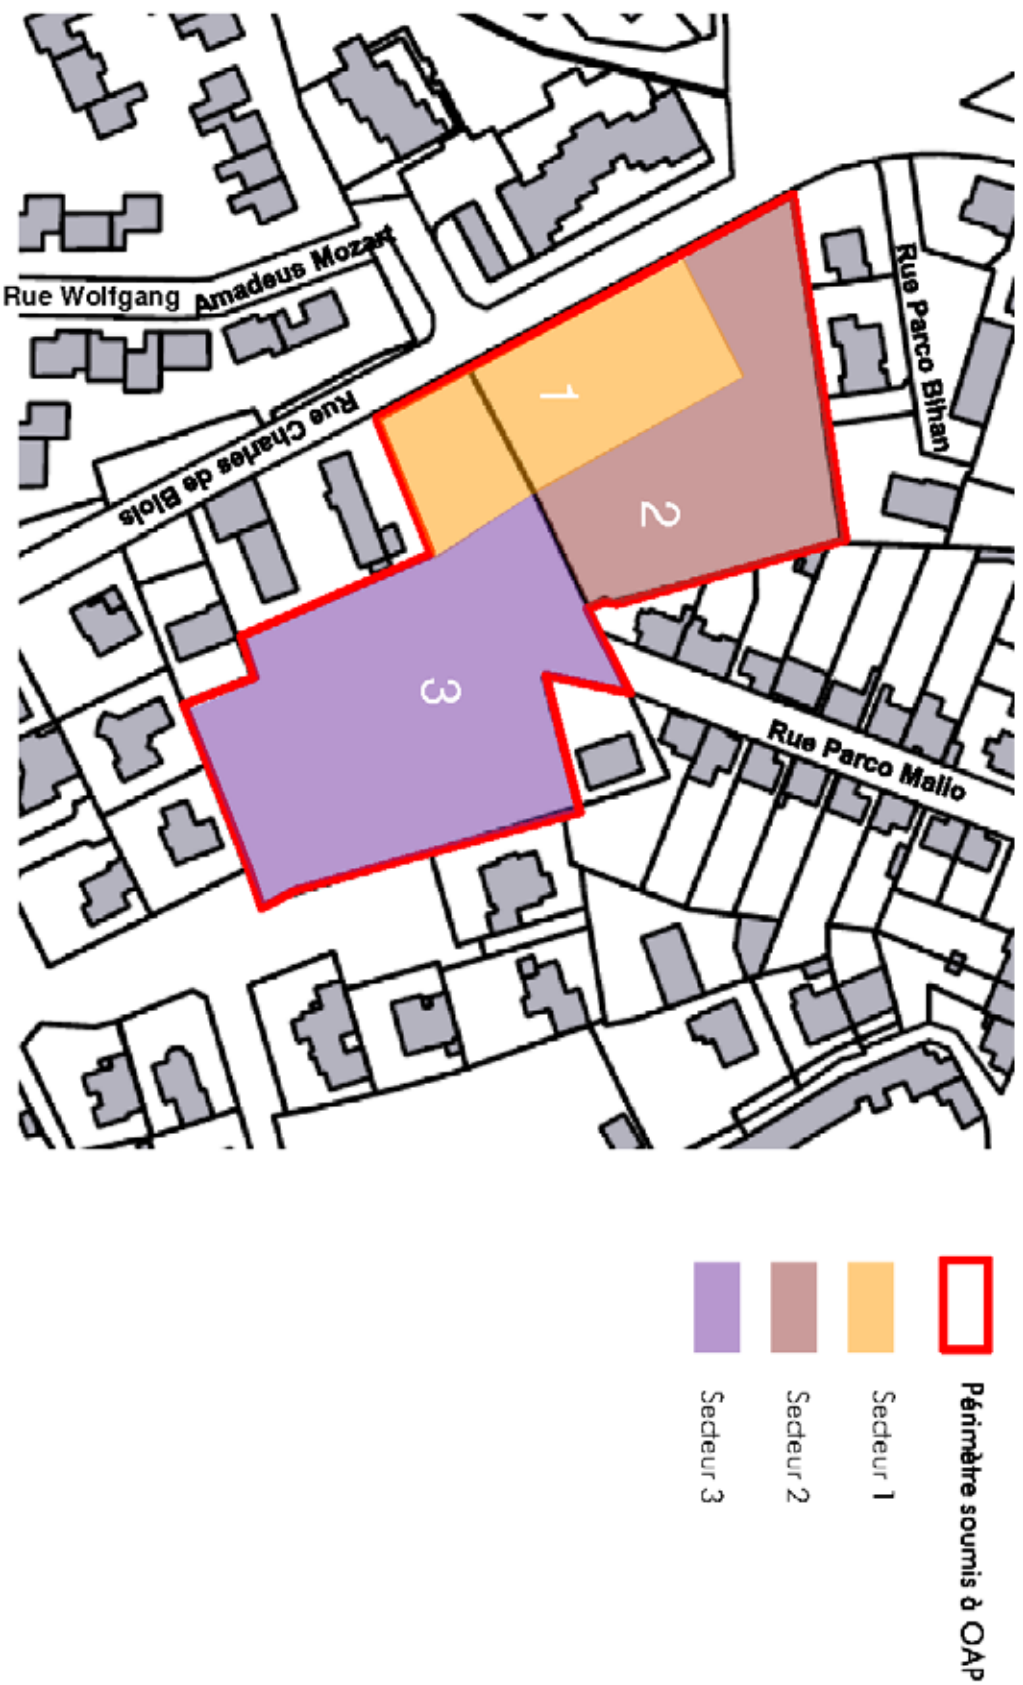 Rue Wolfgang Amadeus Mozart
Rue Parco Bihan
Rue Charles de Blois
1
2
3
Rue Parco Malio
Périmètre soumis à OAP
Secteur 1
Secteur 2
Secteur 3